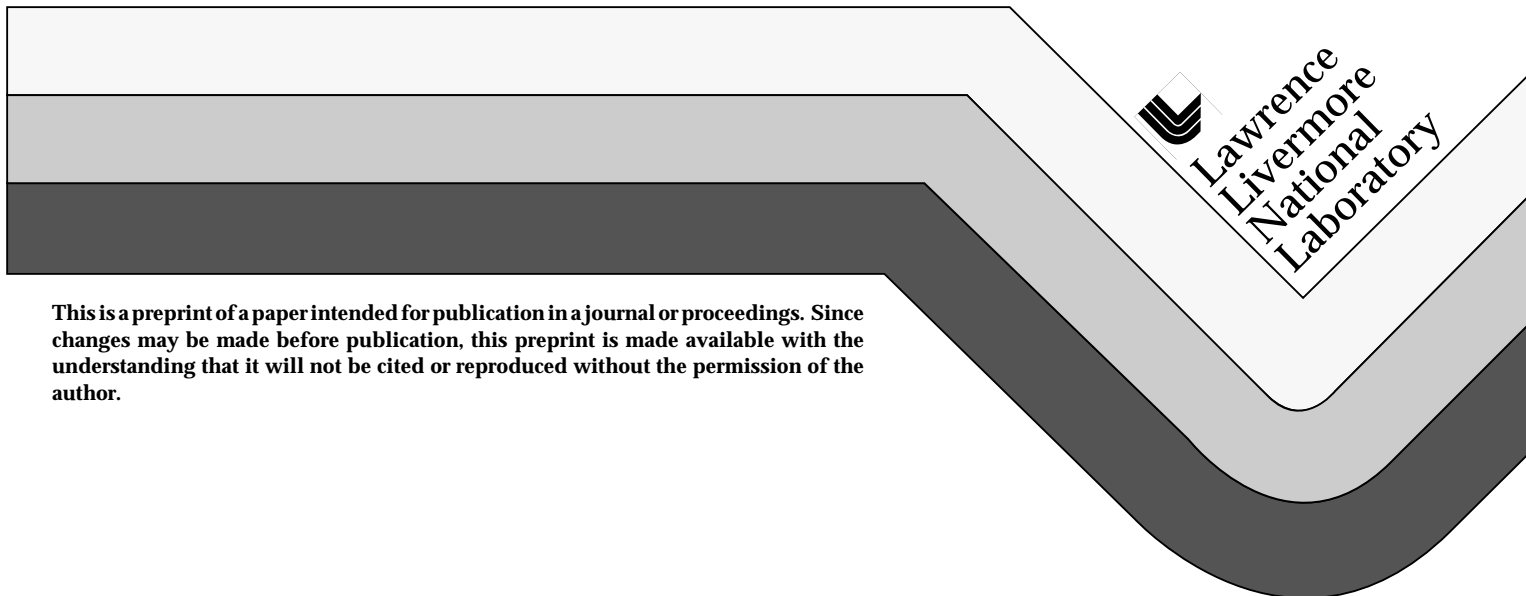 Lawrence
Livermore
National
Laboratory
This is a preprint of a paper intended for publication in a journal or proceedings. Since
changes may be made before publication, this preprint is made available with the
understanding that it will not be cited or reproduced without the permission of the
author.